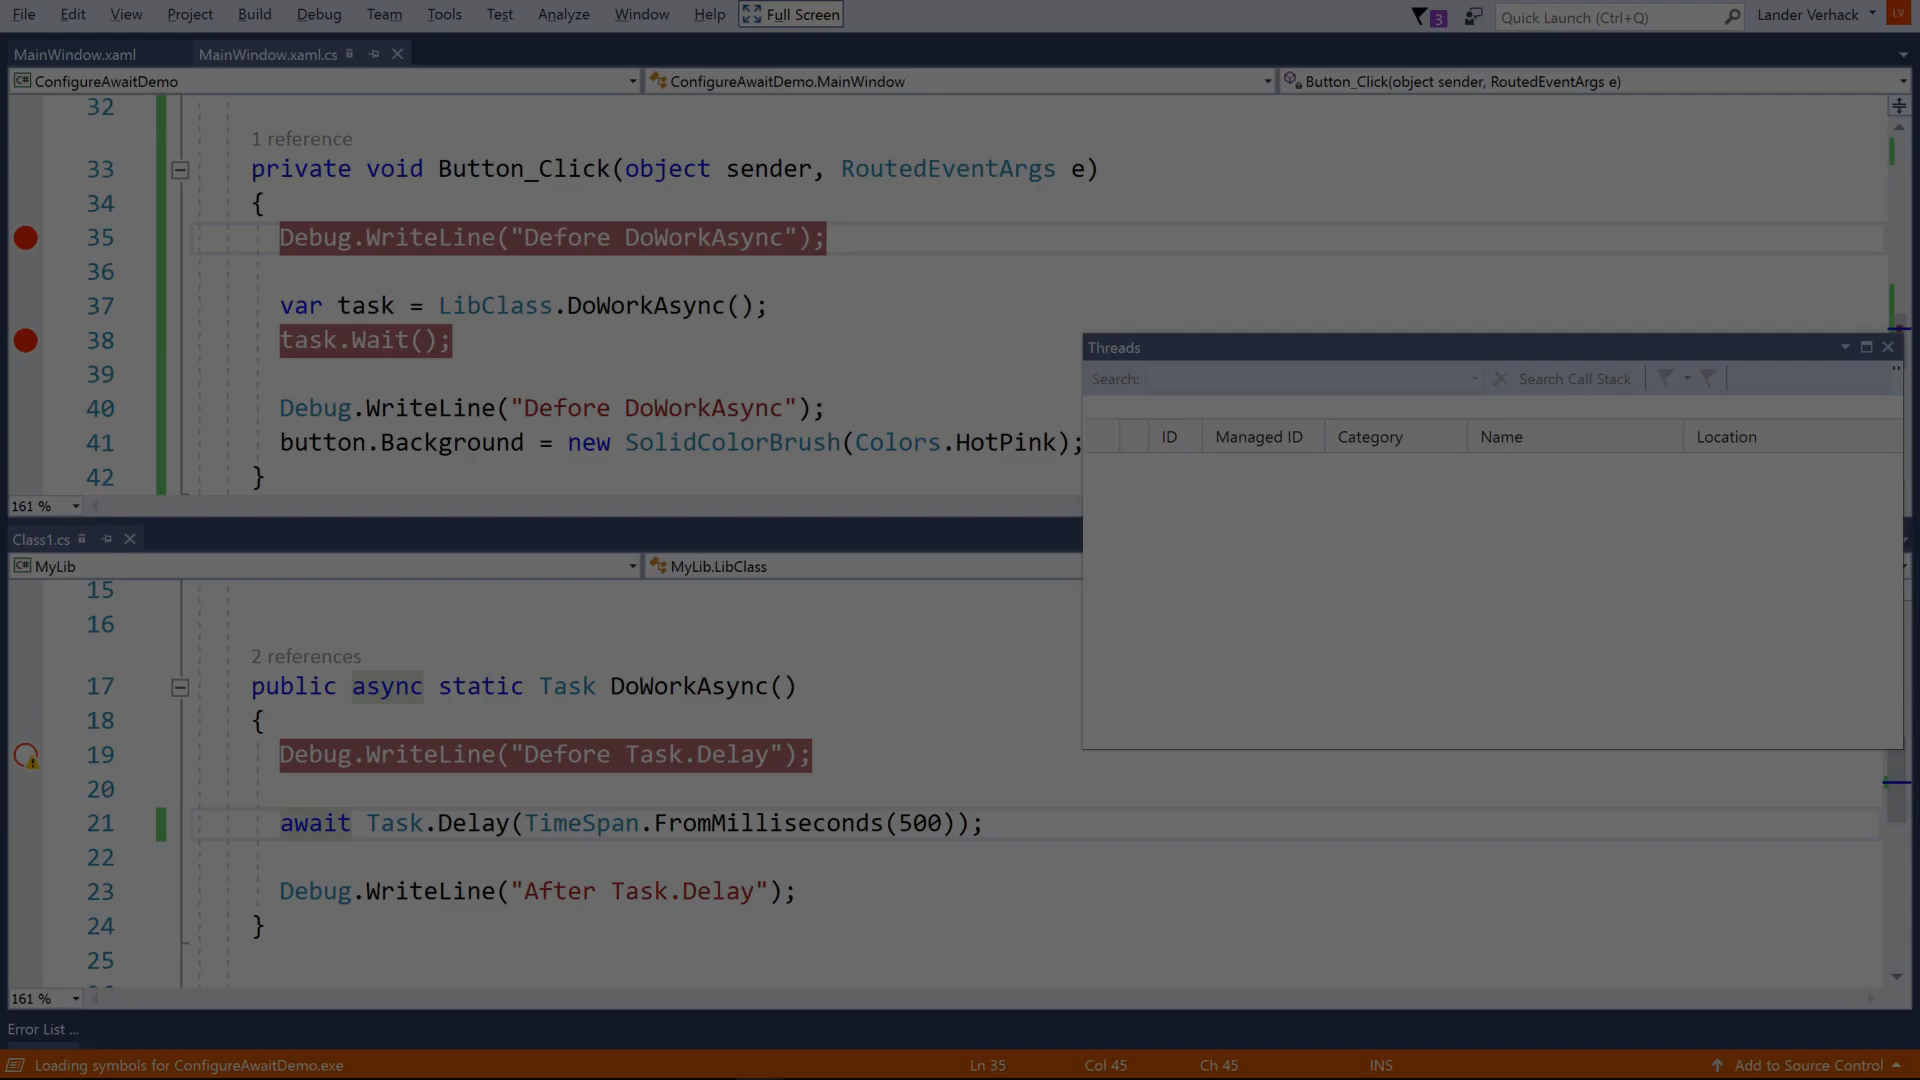 File Edit View Project Build Debug Team Tools Test Analyze Window Help Full Screen 3 Quick Launch (Ctrl+Q) Lander Verhack LV
MainWindow.xaml MainWindow.xaml.cs
ConfigureAwaitDemo ConfigureAwaitDemo.MainWindow Button_Click(object sender, RoutedEventArgs e)
32
1 reference
33 private void Button_Click(object sender, RoutedEventArgs e)
34 {
35 Debug.WriteLine("Defore DoWorkAsync");
36
37 var task = LibClass.DoWorkAsync();
38 task.Wait();
39
40 Debug.WriteLine("Defore DoWorkAsync");
41 button.Background = new SolidColorBrush(Colors.HotPink);
42 }
161 %
Threads
Search: Search Call Stack
ID Managed ID Category Name Location
Class1.cs
MyLib MyLib.LibClass
15
16
2 references
17 public async static Task DoWorkAsync()
18 {
19 Debug.WriteLine("Defore Task.Delay");
20
21 await Task.Delay(TimeSpan.FromMilliseconds(500));
22
23 Debug.WriteLine("After Task.Delay");
24 }
25
161 %
Error List ...
Loading symbols for ConfigureAwaitDemo.exe Ln 35 Col 45 Ch 45 INS Add to Source Control